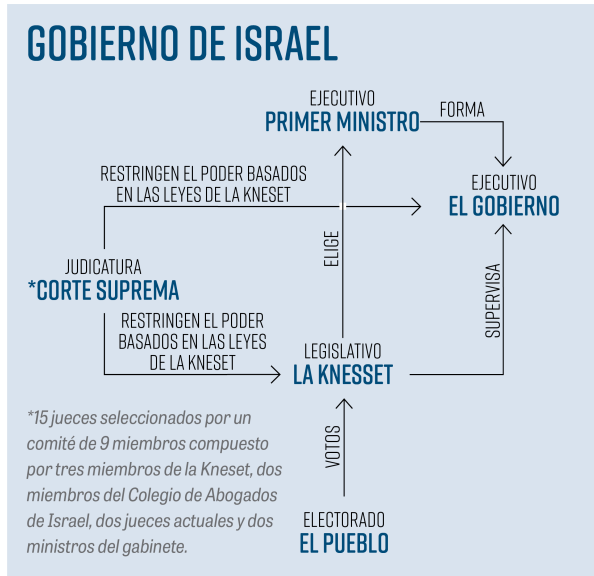 GOBIERNO DE ISRAEL
EJECUTIVO
PRIMER MINISTRO
FORMA
RESTRINGEN EL PODER BASADOS
EN LAS LEYES DE LA KNESET
EJECUTIVO
EL GOBIERNO
ELIGE
SUPERVISA
JUDICATURA
*CORTE SUPREMA
RESTRINGEN EL PODER
BASADOS EN LAS LEYES
DE LA KNESET
LEGISLATIVO
LA KNESSET
*15 jueces seleccionados por un
comité de 9 miembros compuesto
por tres miembros de la Kneset, dos
miembros del Colegio de Abogados
de Israel, dos jueces actuales y dos
ministros del gabinete.
VOTOS
ELECTORADO
EL PUEBLO